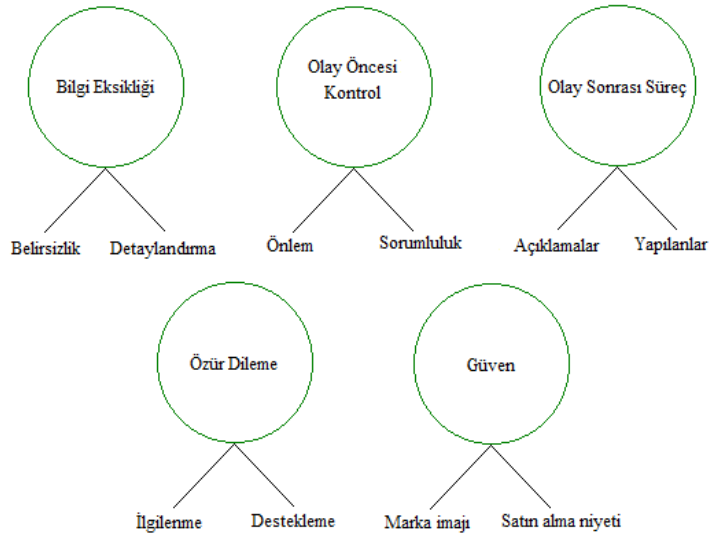 Bilgi Eksikliği
Olay Öncesi
Kontrol
Olay Sonrası Süreç
Belirsizlik
Detaylandırma
Önlem
Sorumluluk
Açıklamalar
Yapılanlar
Özür Dileme
Güven
İlgilenme
Destekleme
Marka imajı
Satın alma niyeti